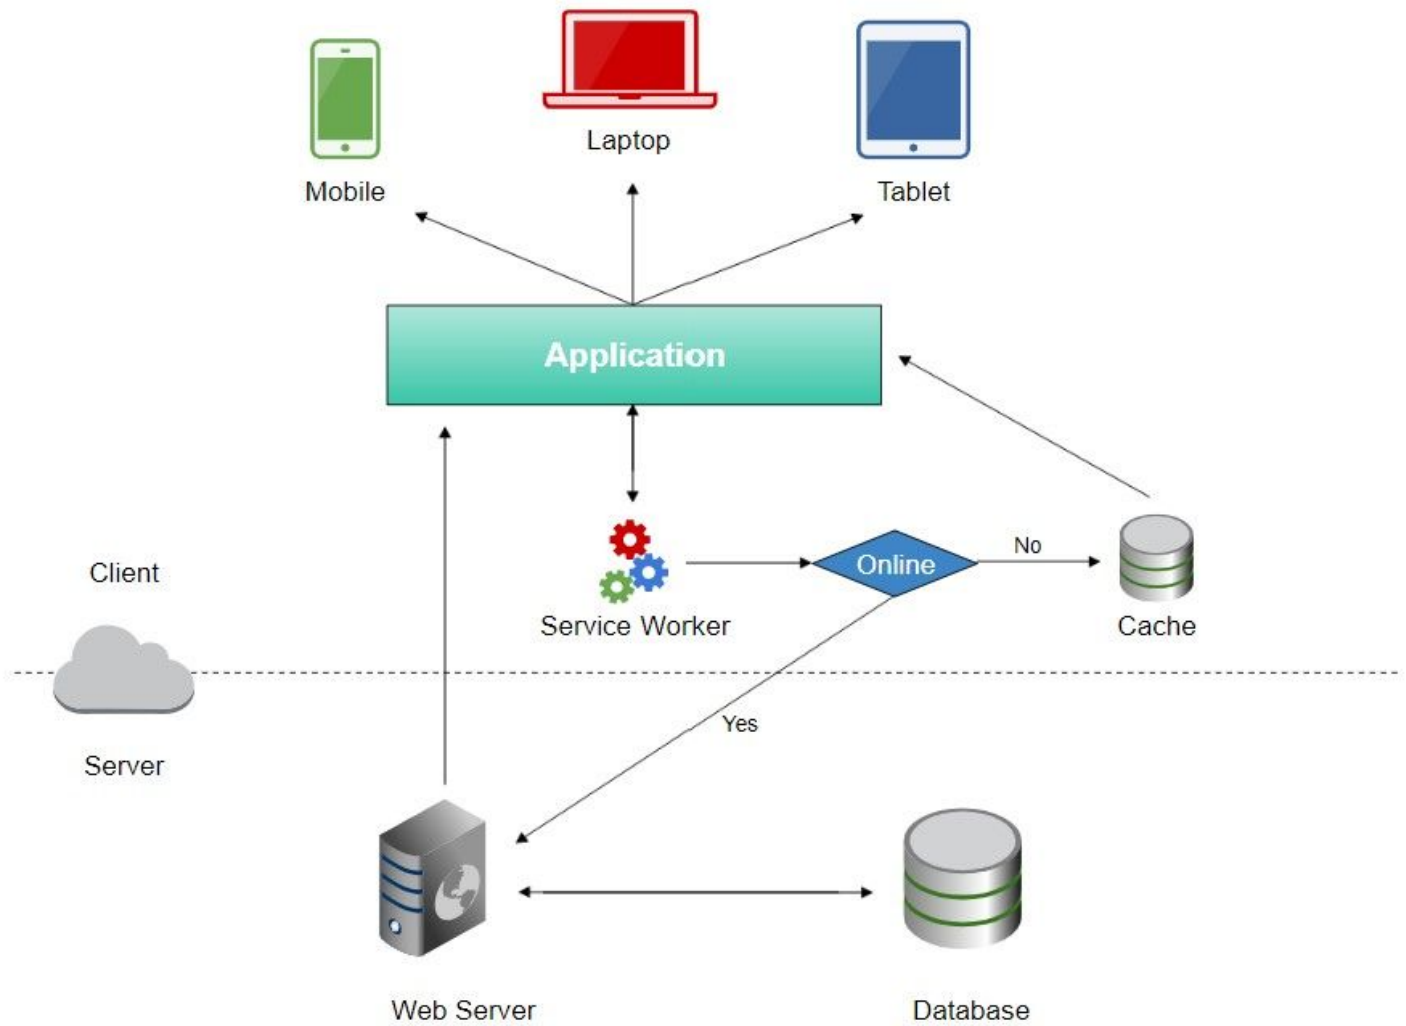 Laptop
Mobile
Tablet
Application
Online
No
Client
Service Worker
Cache
Yes
Server
Web Server
Database